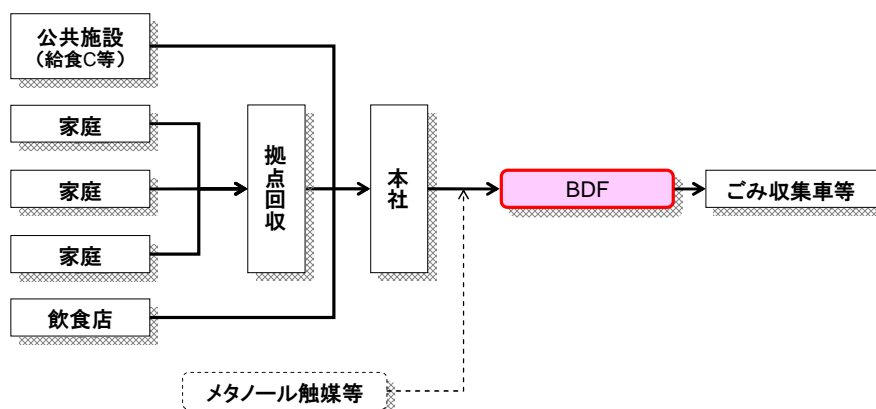 公共施設
（給食C等）
家庭
家庭
家庭
飲食店
拠点回収
本社
BDF
ごみ収集車等
メタノール触媒等